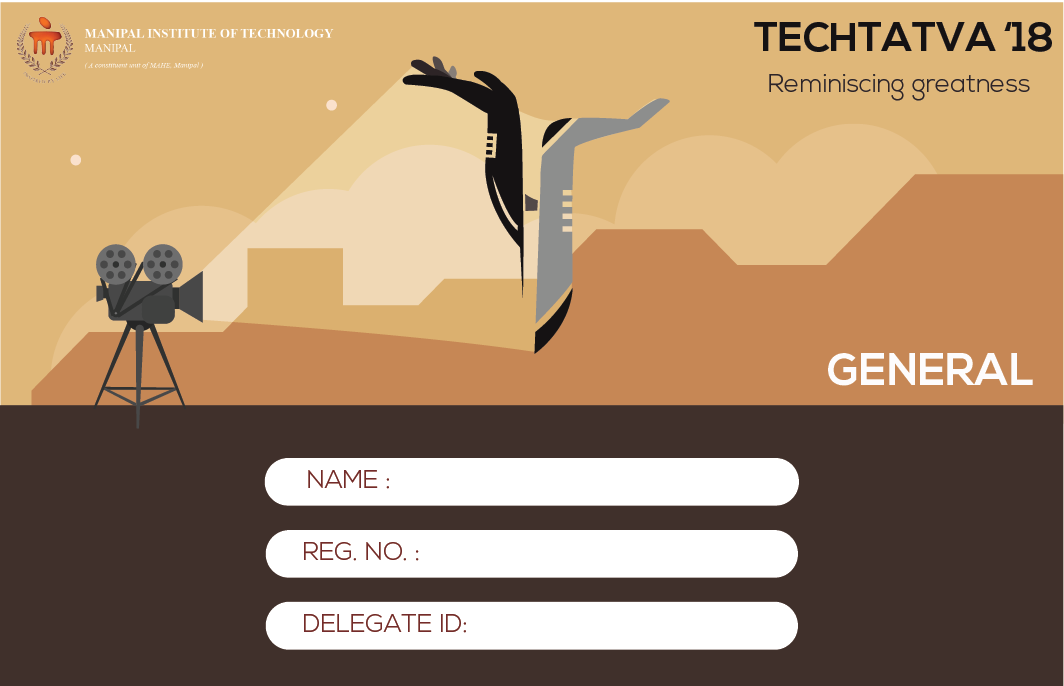 MANIPAL INSTITUTE OF TECHNOLOGY
MANIPAL
( A constituent unit of MAHE, Manipal )
TECHTATVA ‘18
Reminiscing greatness
GENERAL
NAME :
REG. NO. :
DELEGATE ID: